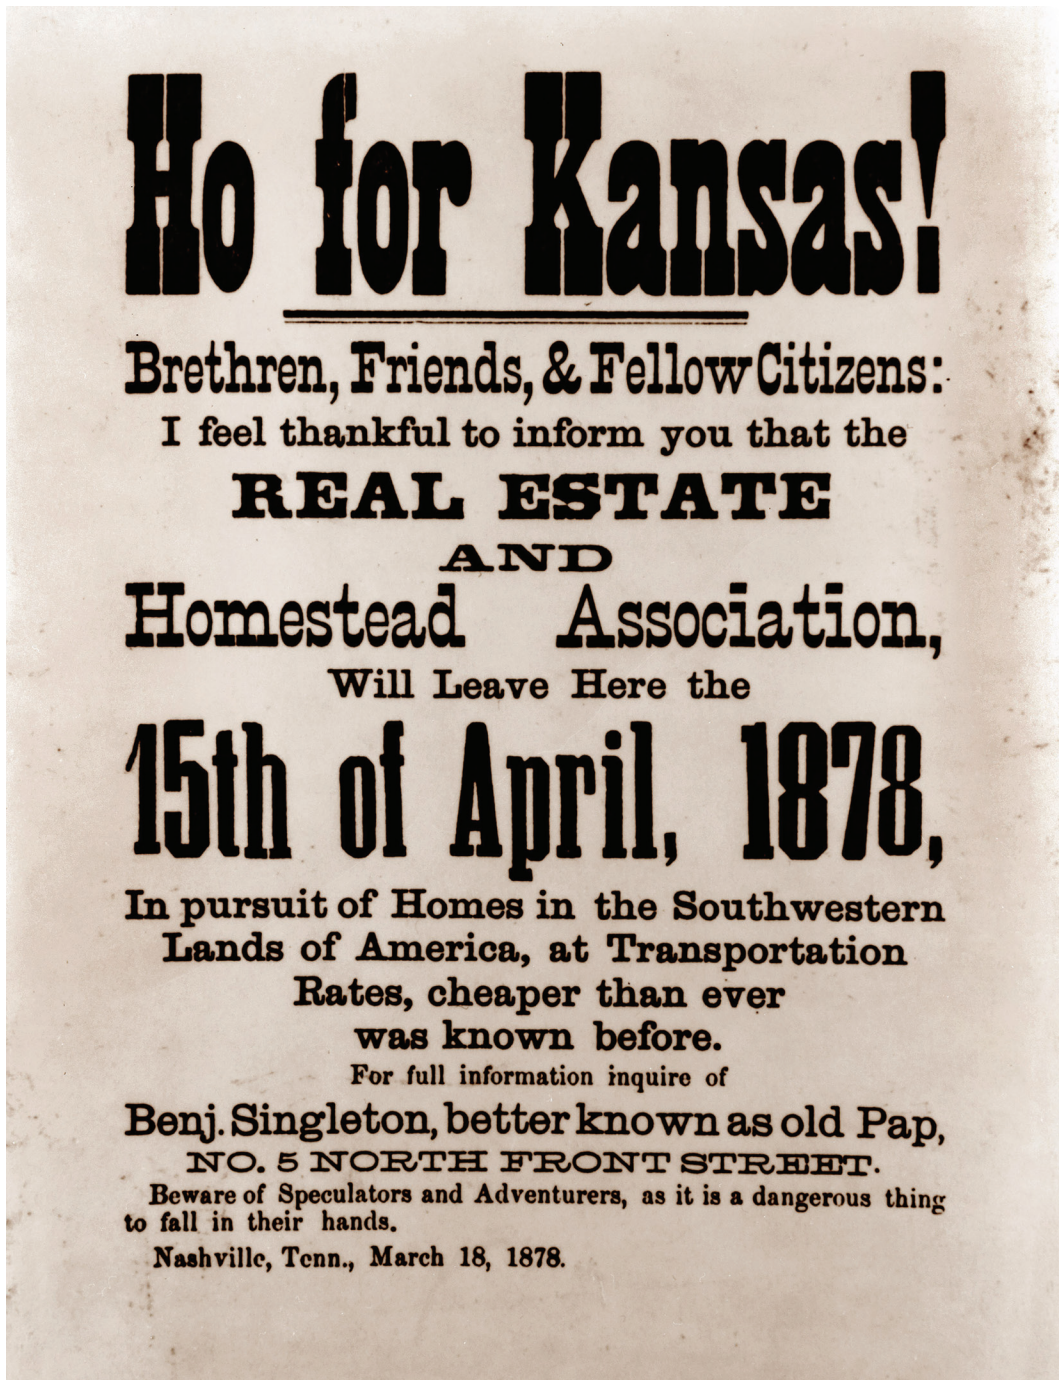 Ho for Kansas!
Brethren, Friends, & Fellow Citizens:
I feel thankful to inform you that the
REAL ESTATE
AND
Homestead Association,
Will Leave Here the
15th of April, 1878,
In pursuit of Homes in the Southwestern
Lands of America, at Transportation
Rates, cheaper than ever
was known before.
For full information inquire of
Benj. Singleton, better known as old Pap,
NO. 5 NORTH FRONT STREET.
Beware of Speculators and Adventurers, as it is a dangerous thing
to fall in their hands.
Nashville, Tenn., March 18, 1878.